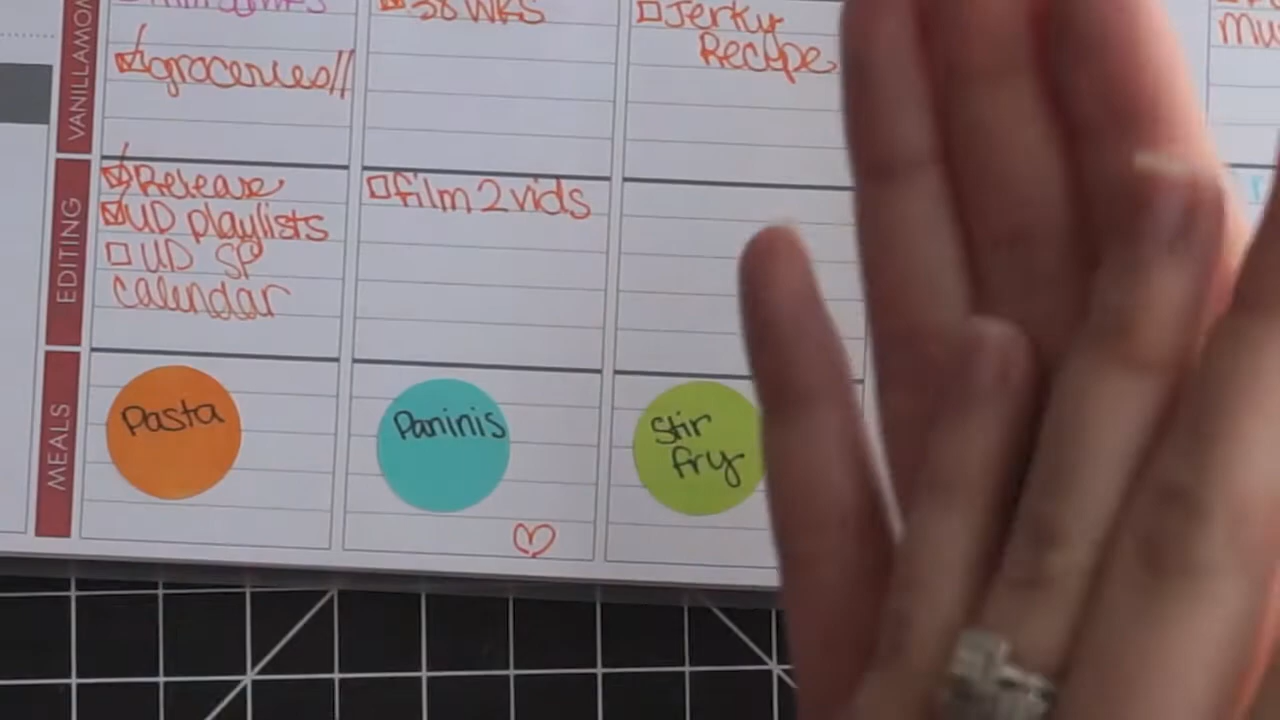 38 WKS
Jerky
Recipe
VANILLAMOM
groceries//
Release
UD playlists
UD SP
calendar
film 2 vids
EDITING
MEALS
Pasta
Paninis
Stir
fry